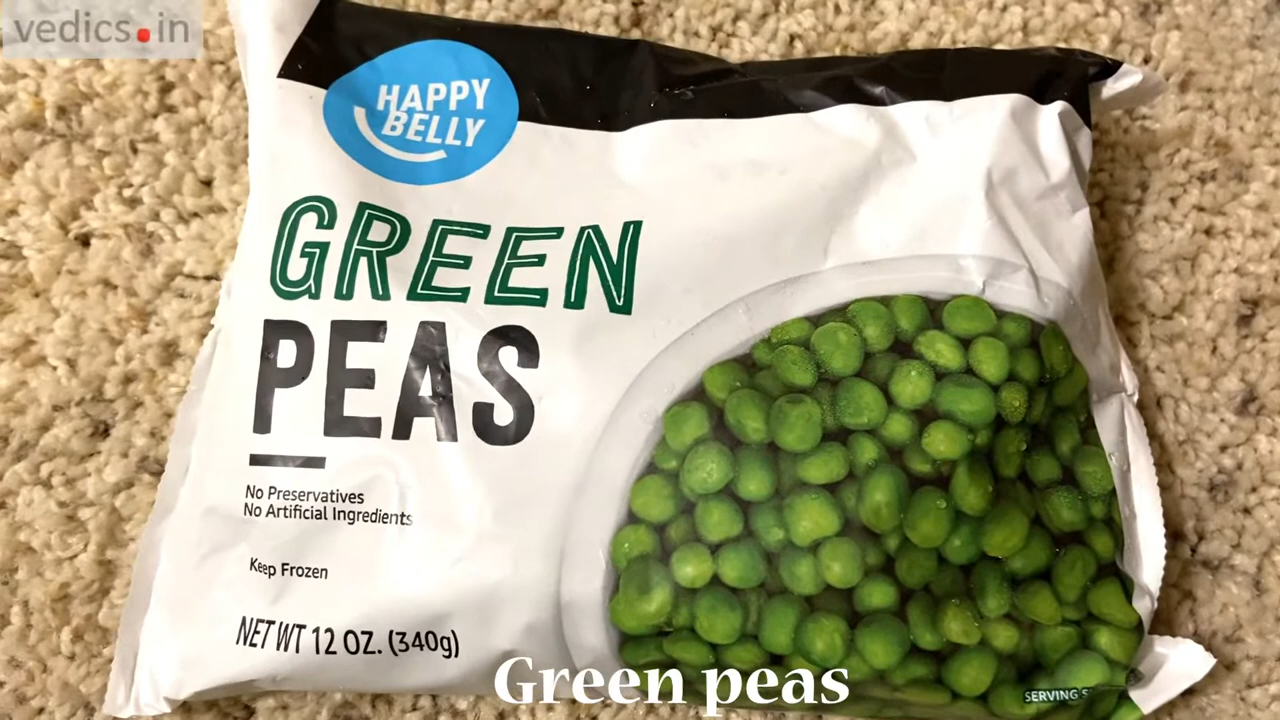 vedics.in
HAPPY
BELLY
GREEN
PEAS
No Preservatives
No Artificial Ingredients
Keep Frozen
NET WT 12 OZ. (340g)
Green peas
SERVING